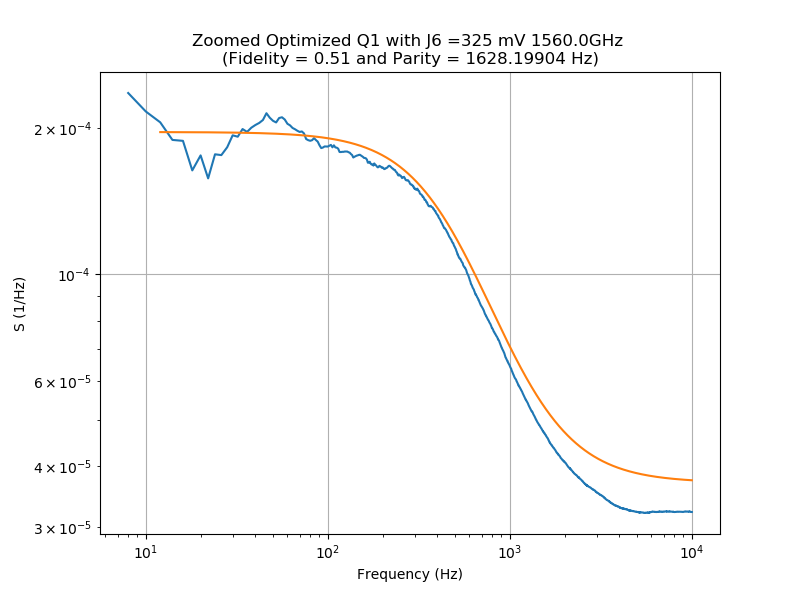 Zoomed Optimized Q1 with J6 =325 mV 1560.0GHz
(Fidelity = 0.51 and Parity = 1628.19904 Hz)
S (1/Hz)
2 × 10⁻⁴
10⁻⁴
6 × 10⁻⁵
4 × 10⁻⁵
3 × 10⁻⁵
10¹ 10² 10³ 10⁴
Frequency (Hz)